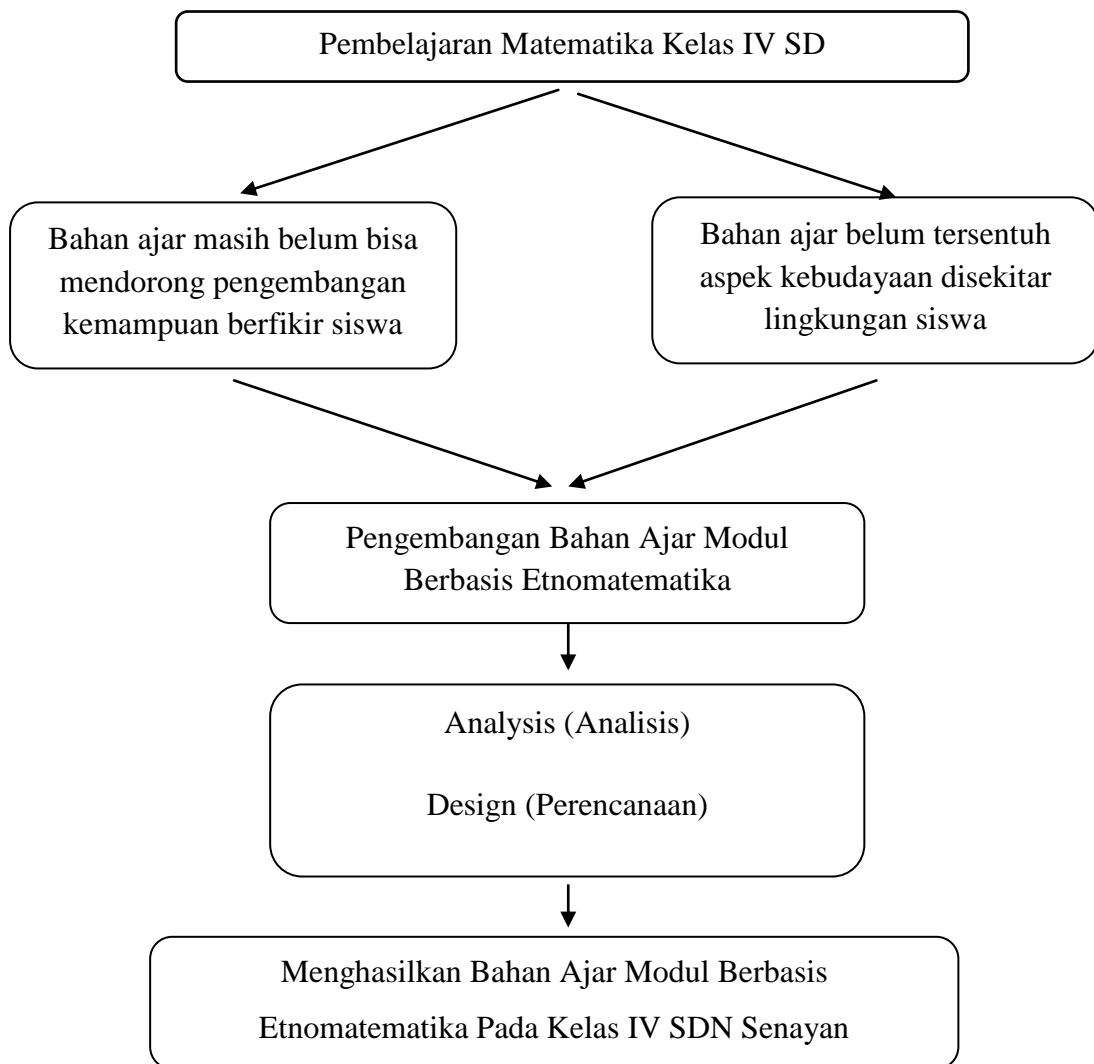 Pembelajaran Matematika Kelas IV SD
Bahan ajar masih belum bisa
mendorong pengembangan
kemampuan berfikir siswa
Bahan ajar belum tersentuh
aspek kebudayaan disekitar
lingkungan siswa
Pengembangan Bahan Ajar Modul
Berbasis Etnomatematika
Analysis (Analisis)
Design (Perencanaan)
Menghasilkan Bahan Ajar Modul Berbasis
Etnomatematika Pada Kelas IV SDN Senayan